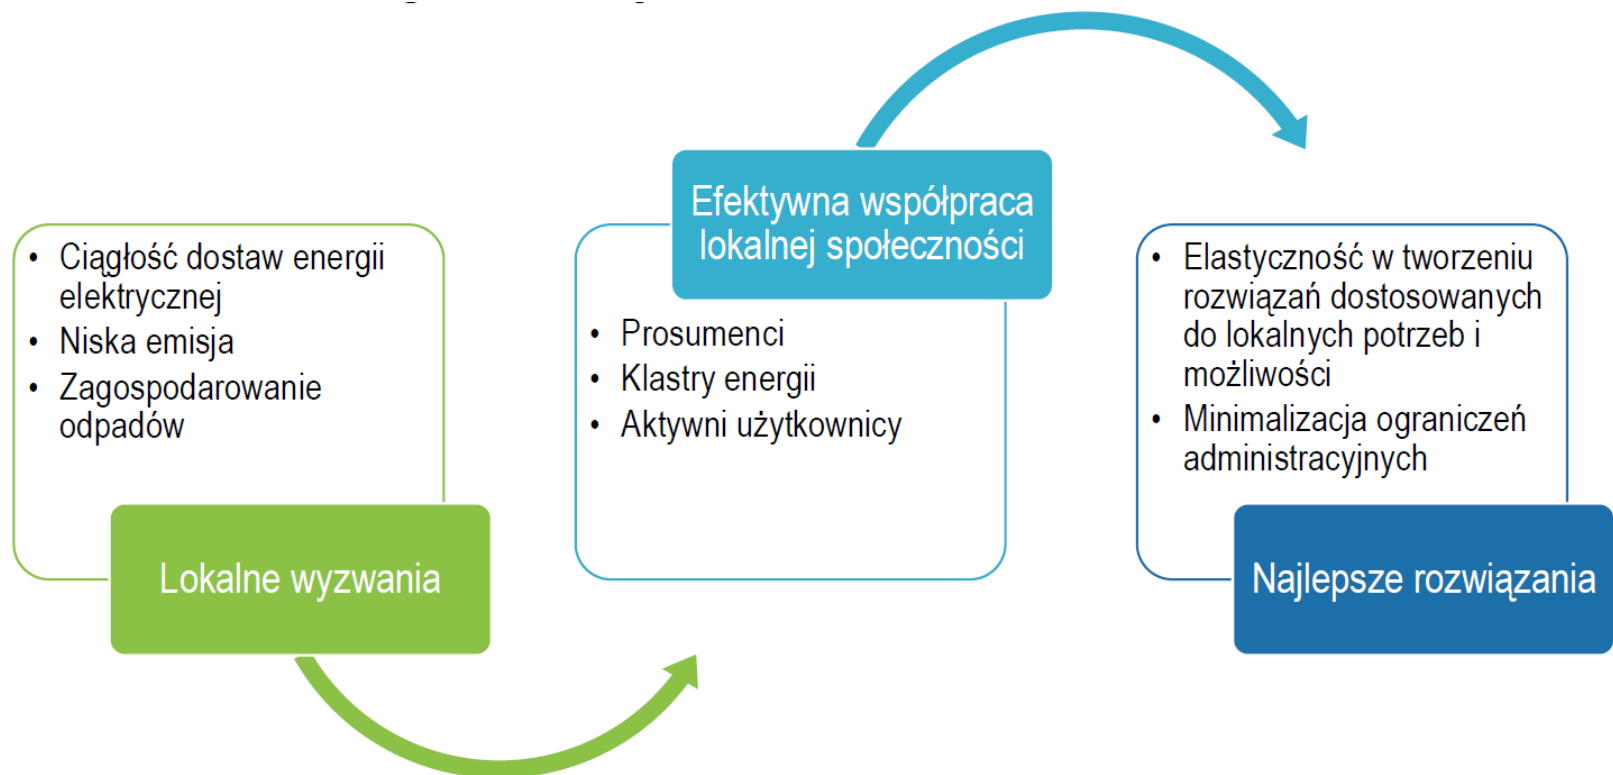 • Ciągłość dostaw energii
elektrycznej
• Niska emisja
• Zagospodarowanie
odpadów
Lokalne wyzwania
Efektywna współpraca
lokalnej społeczności
• Prosumenci
• Klastry energii
• Aktywni użytkownicy
• Elastyczność w tworzeniu
rozwiązań dostosowanych
do lokalnych potrzeb i
możliwości
• Minimalizacja ograniczeń
administracyjnych
Najlepsze rozwiązania